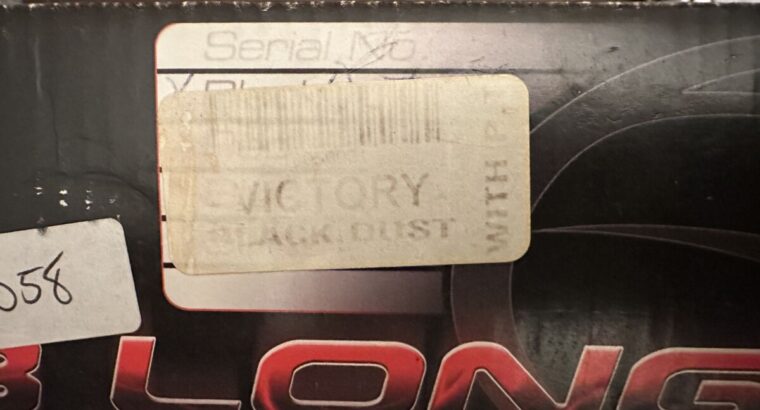 Serial No.
VICTORY
BLACK DUST
WITH P.
058
LONG